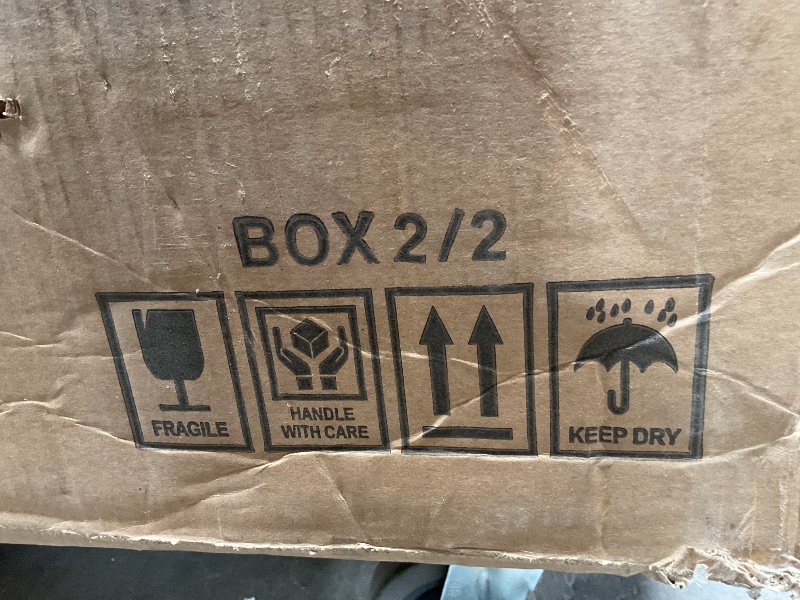 BOX 2/2
FRAGILE
HANDLE
WITH CARE
KEEP DRY